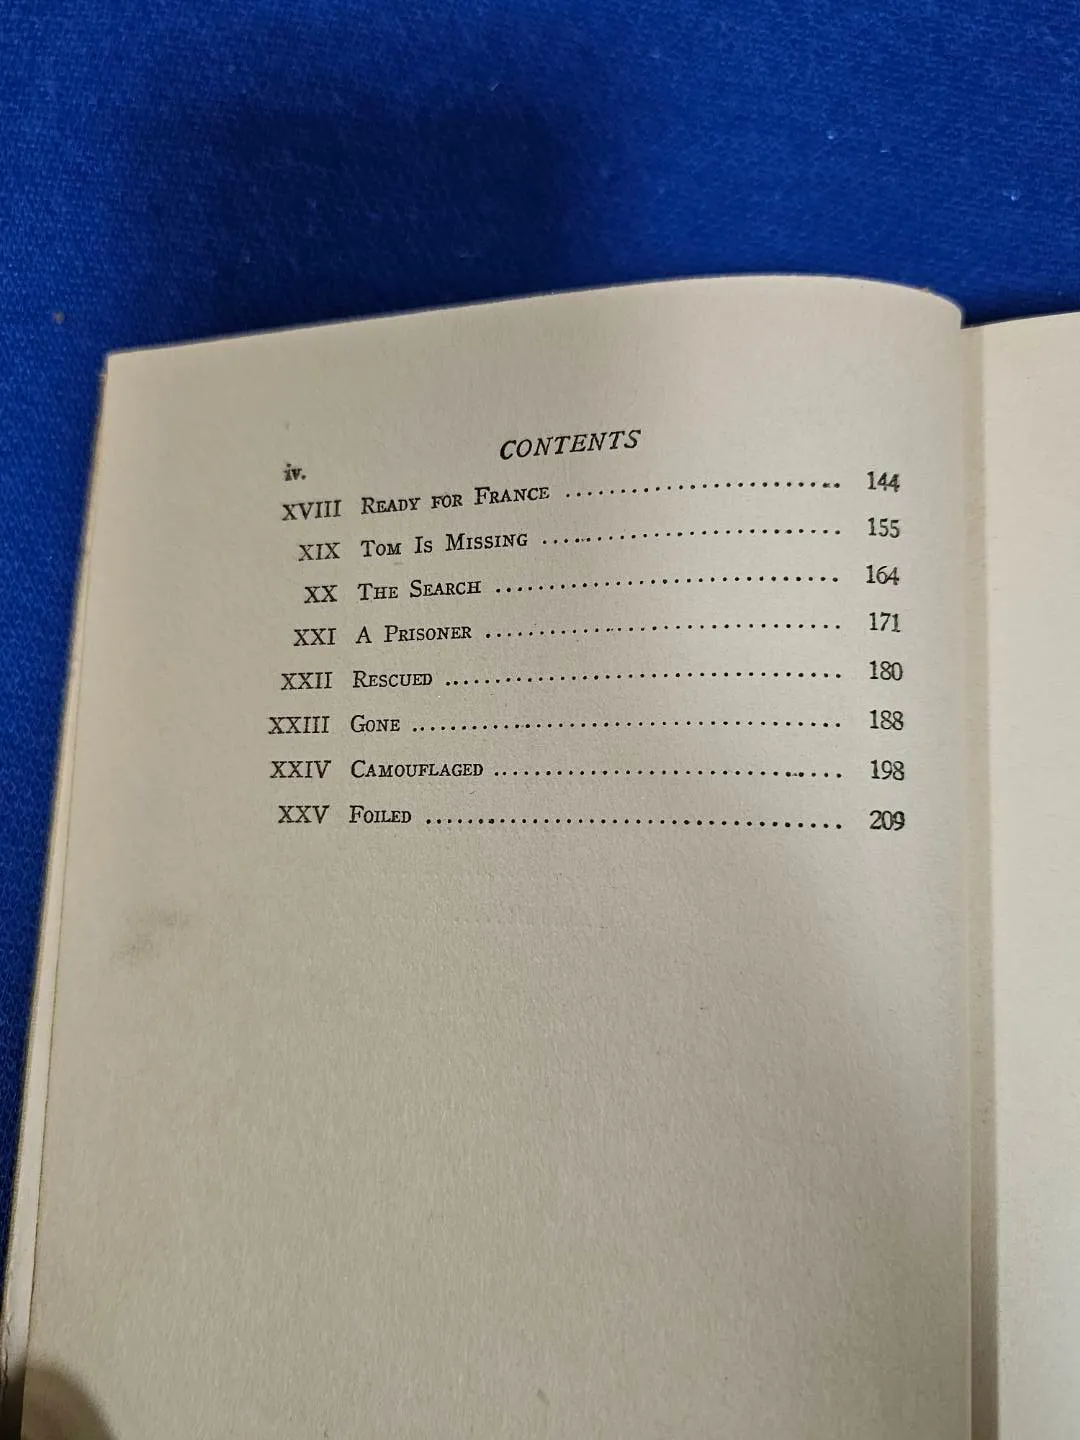 iv.
CONTENTS
XVIII READY FOR FRANCE ........................ 144
XIX TOM IS MISSING ........................ 155
XX THE SEARCH ........................ 164
XXI A PRISONER ........................ 171
XXII RESCUED ........................ 180
XXIII GONE ........................ 188
XXIV CAMOUFLAGED ........................ 198
XXV FOILED ........................ 209